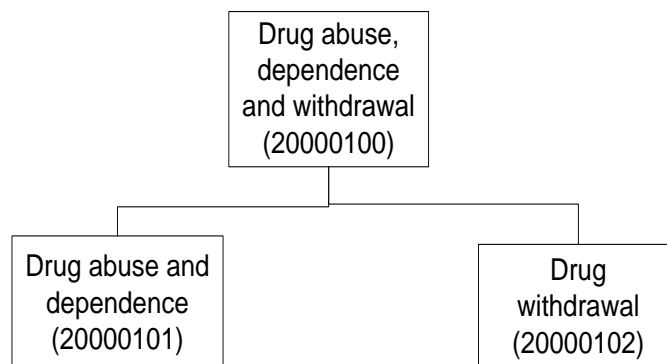 Drug abuse,
dependence
and withdrawal
(20000100)
Drug abuse and
dependence
(20000101)
Drug
withdrawal
(20000102)